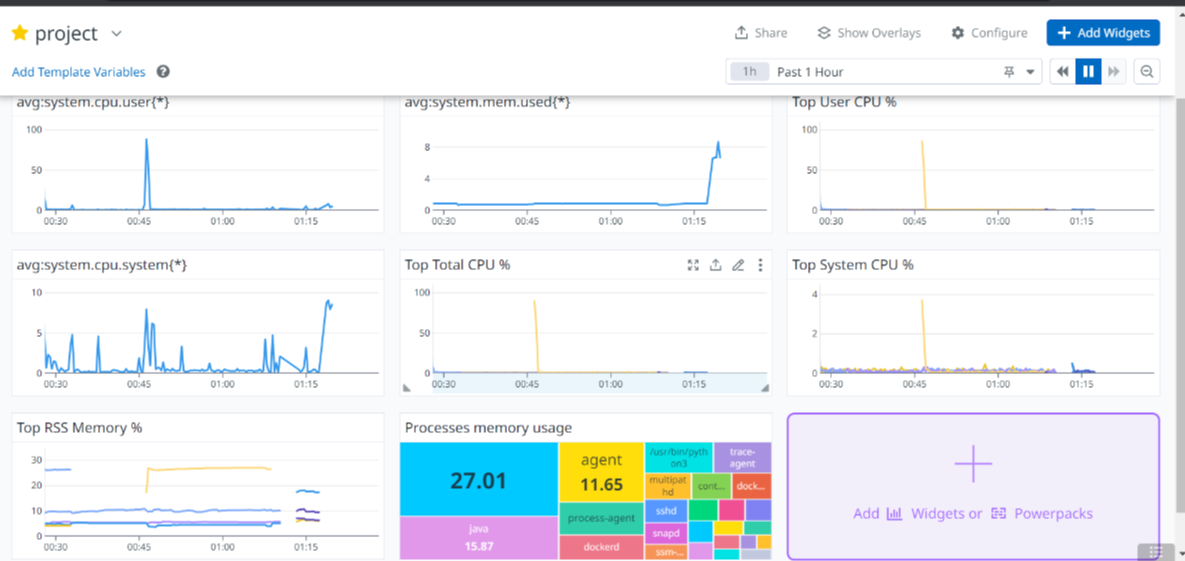 project
Share
Show Overlays
Configure
+ Add Widgets
Add Template Variables
?
1h Past 1 Hour
avg:system.cpu.user{*}
100
50
0
00:30 00:45 01:00 01:15
avg:system.mem.used{*}
8
4
0
00:30 00:45 01:00 01:15
Top User CPU %
100
50
0
00:30 00:45 01:00 01:15
avg:system.cpu.system{*}
10
5
0
00:30 00:45 01:00 01:15
Top Total CPU %
100
50
0
00:30 00:45 01:00 01:15
Top System CPU %
4
2
0
00:30 00:45 01:00 01:15
Top RSS Memory %
30
20
10
0
00:30 00:45 01:00 01:15
Processes memory usage
27.01
java
15.87
agent
11.65
process-agent
dockerd
/usr/bin/pyth
on3
trace-
agent
multipat
hd
cont...
dock...
sshd
snapd
ssm-...
Add Widgets or Powerpacks